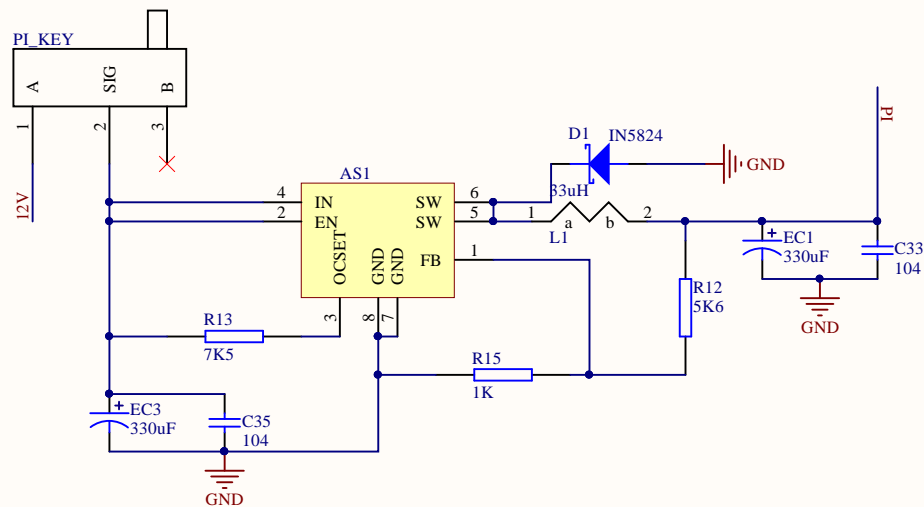 PI_KEY
A
SIG
B
1
2
3
12V
AS1
4
IN
2
EN
OCSET
GND
GND
SW
6
SW
5
FB
1
3
8
7
D1
IN5824
GND
33uH
1
a
b
2
L1
PI
EC1
330uF
C33
104
GND
R12
5K6
R13
7K5
R15
1K
EC3
330uF
C35
104
GND